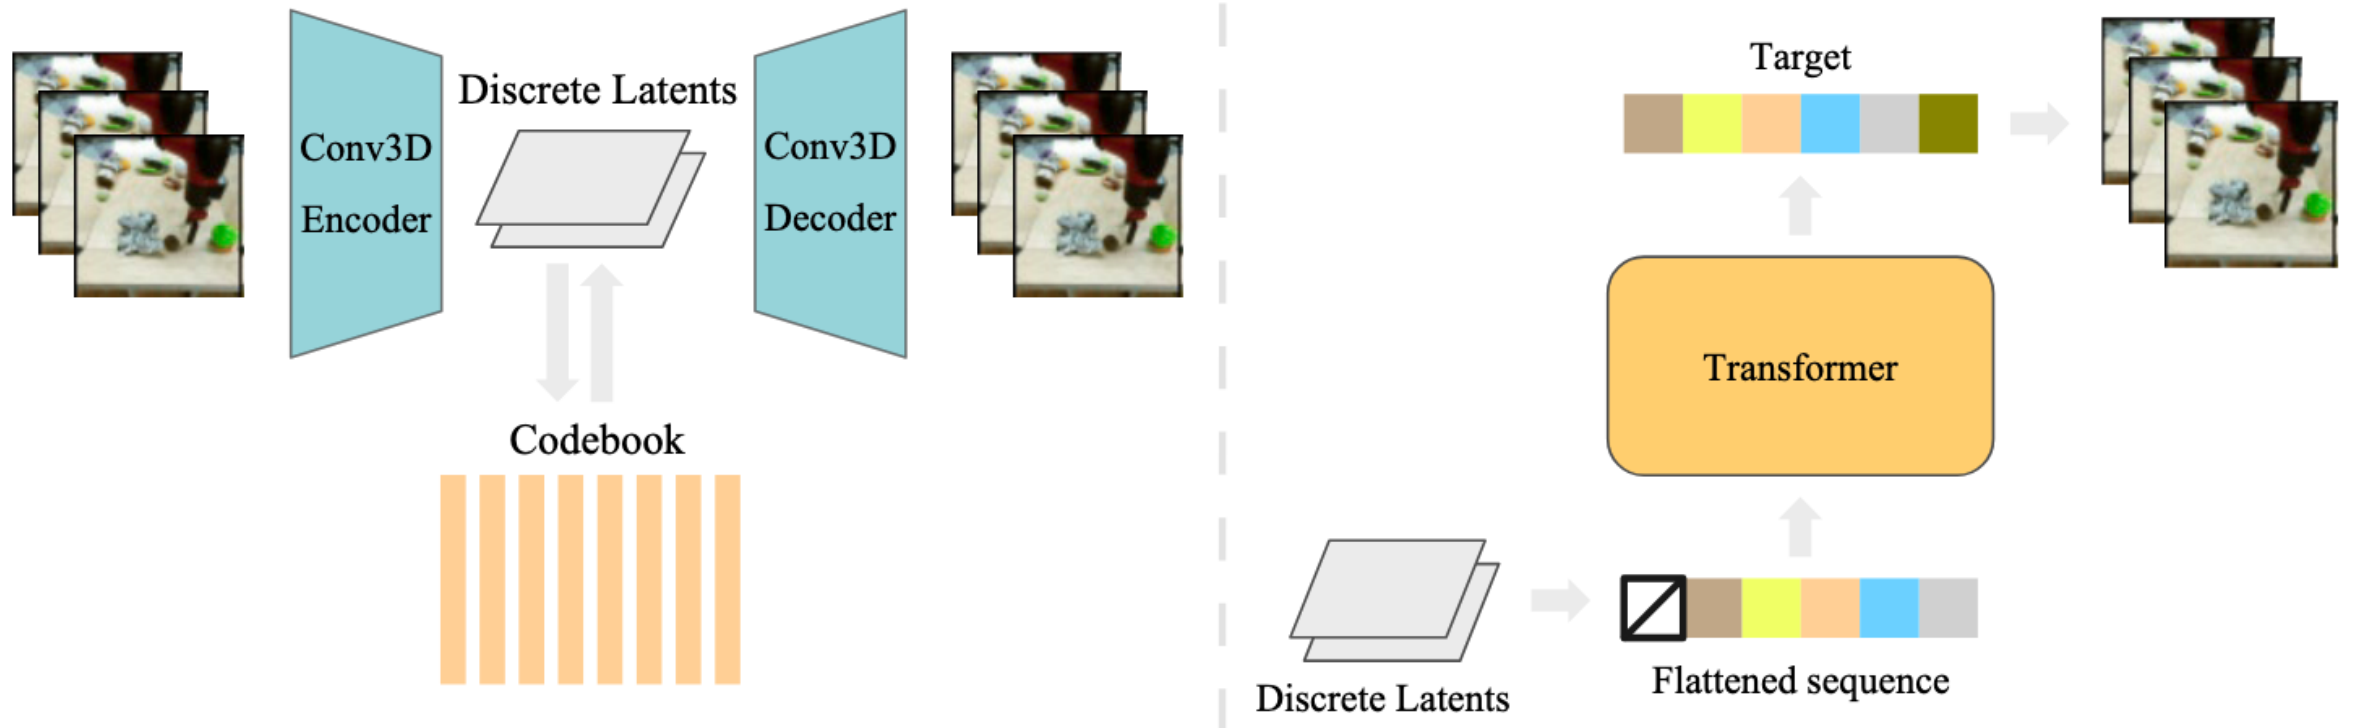 Conv3D
Encoder
Discrete Latents
Conv3D
Decoder
Codebook
Target
Transformer
Discrete Latents
Flattened sequence